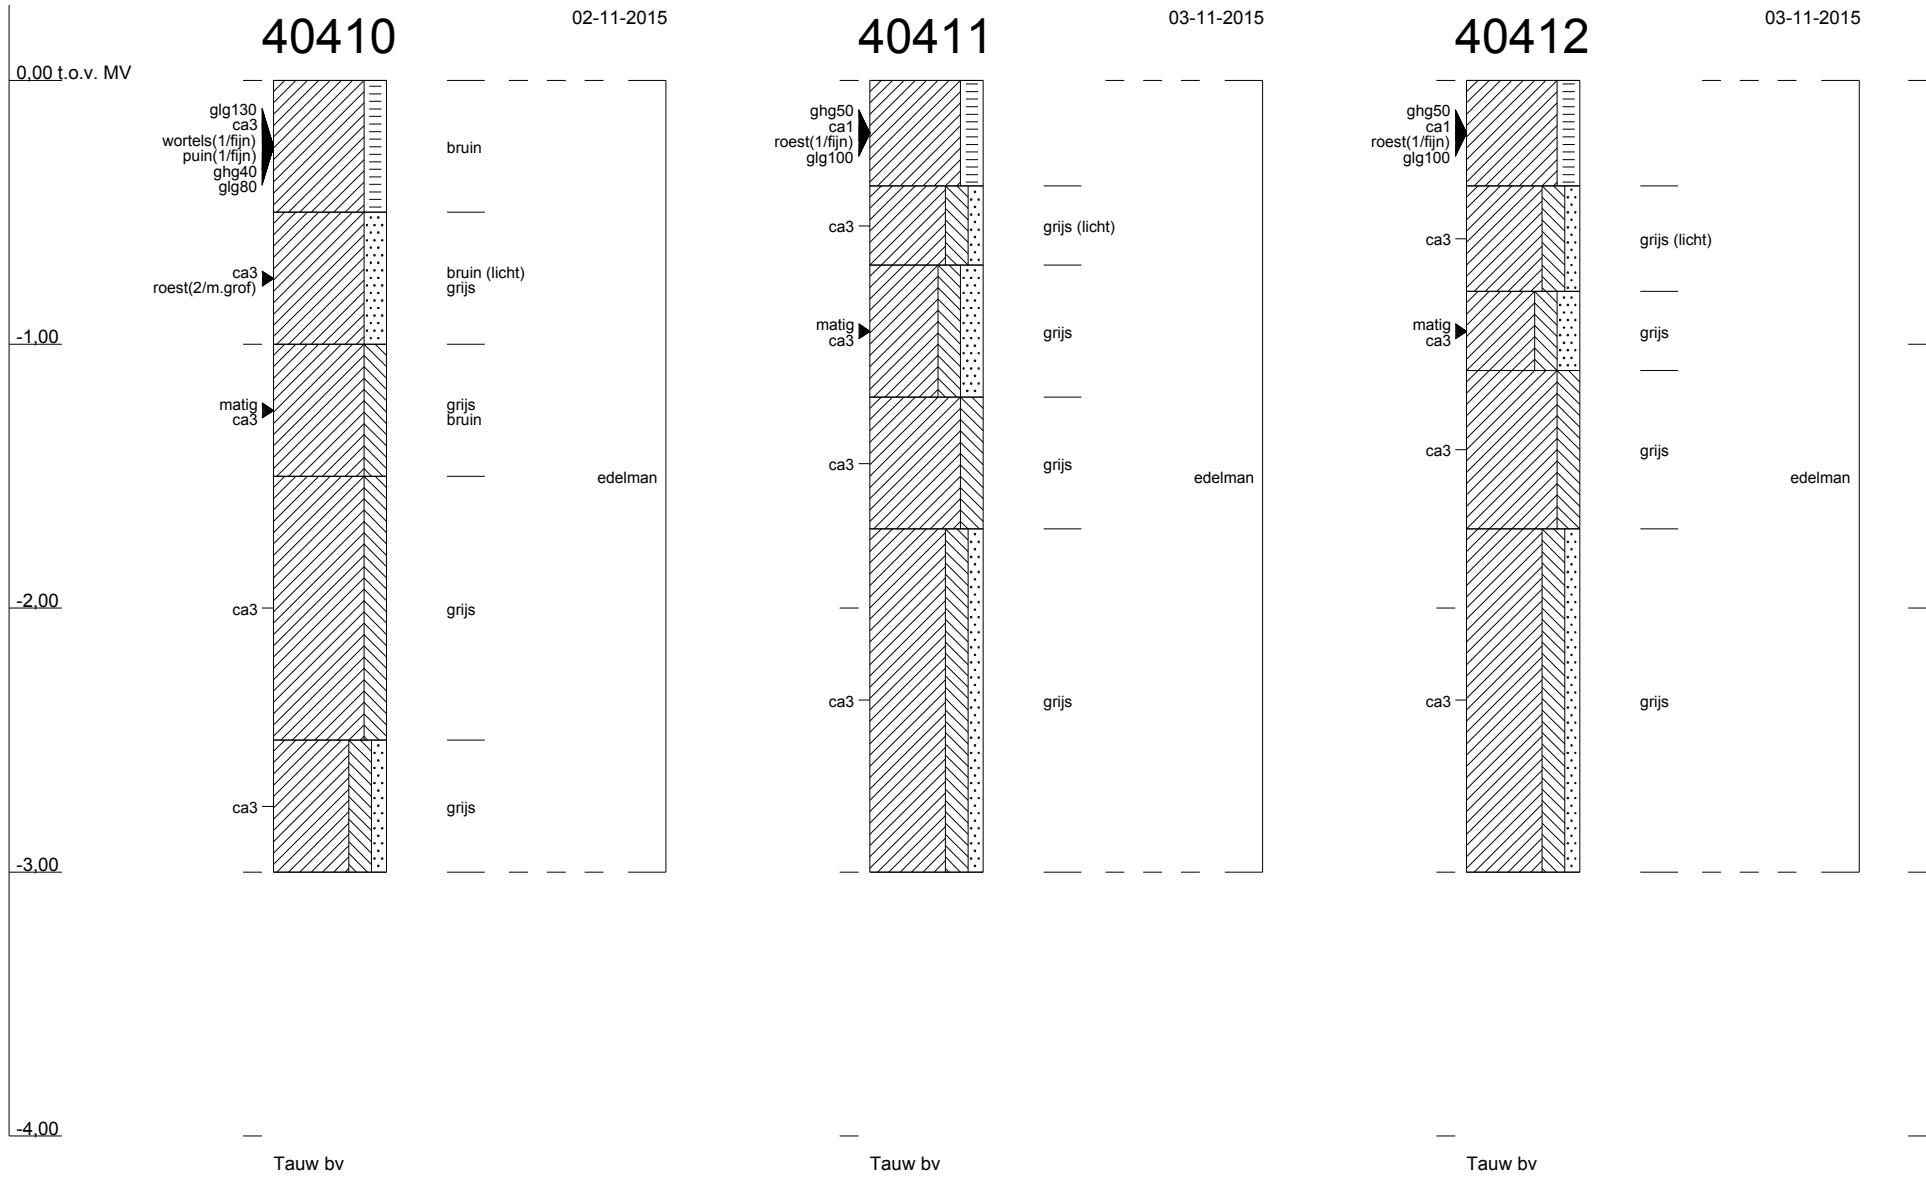 40410
02-11-2015
40411
03-11-2015
40412
03-11-2015
0,00 t.o.v. MV
-1,00
-2,00
-3,00
-4,00
glg130
ca3
wortels(1/fijn)
puin(1/fijn)
ghg40
glg80
bruin
ca3
roest(2/m.grof)
bruin (licht)
grijs
matig
ca3
grijs
bruin
edelman
ca3
grijs
ca3
grijs
Tauw bv
ghg50
ca1
roest(1/fijn)
glg100
ca3
grijs (licht)
matig
ca3
grijs
ca3
grijs
edelman
ca3
grijs
Tauw bv
ghg50
ca1
roest(1/fijn)
glg100
ca3
grijs (licht)
matig
ca3
grijs
ca3
grijs
edelman
ca3
grijs
Tauw bv